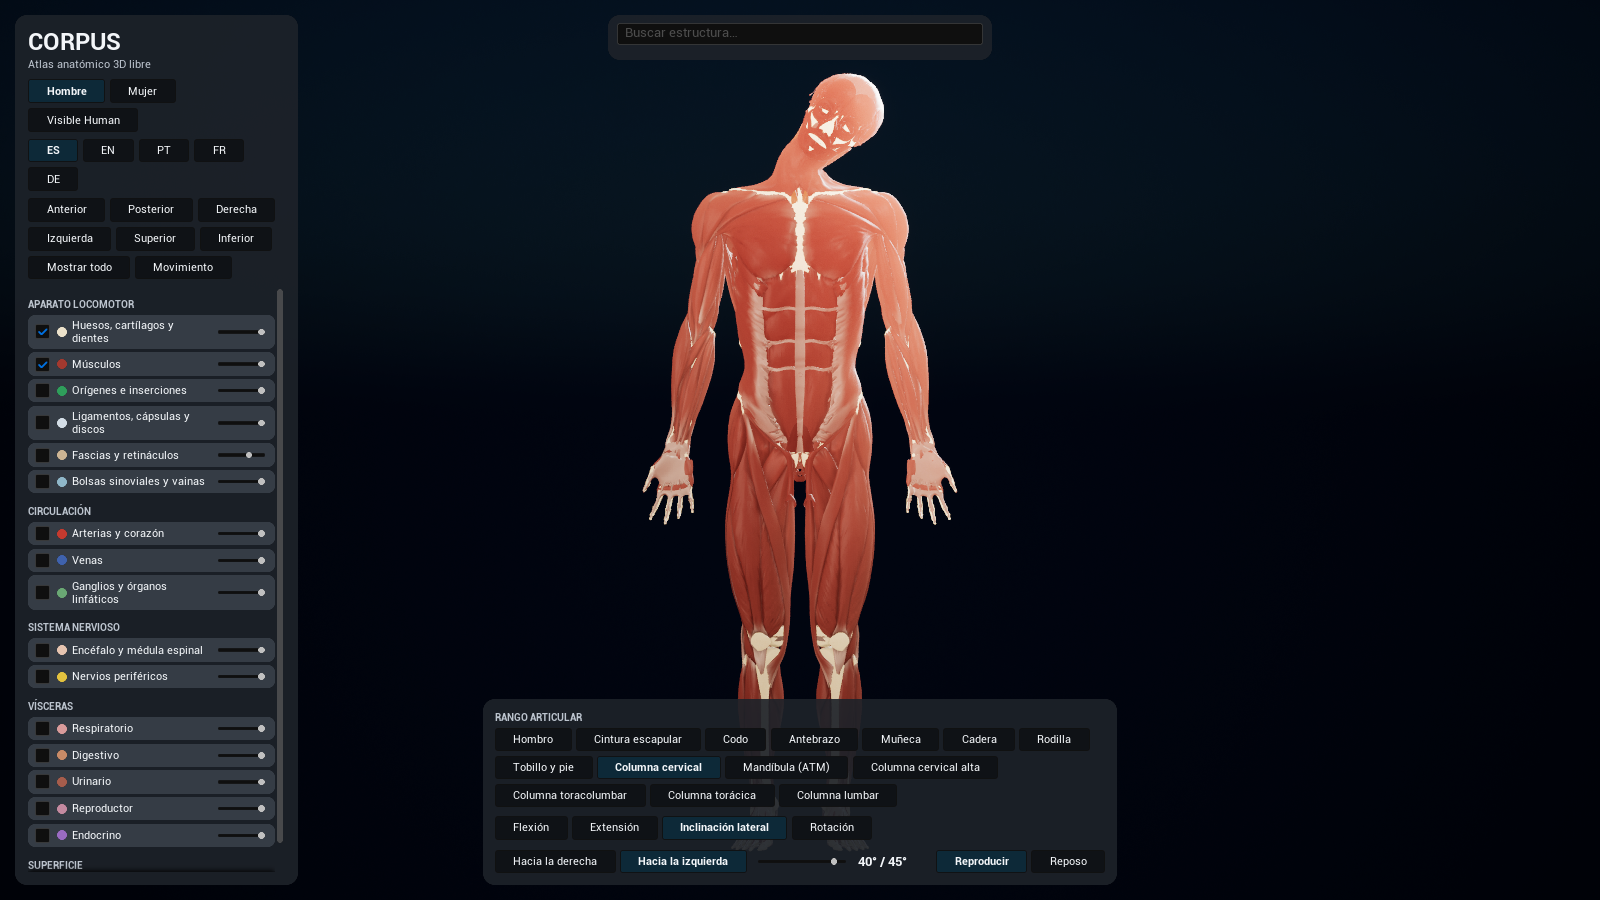 CORPUS
Atlas anatómico 3D libre
Hombre
Mujer
Visible Human
ES
EN
PT
FR
DE
Anterior
Posterior
Derecha
Izquierda
Superior
Inferior
Mostrar todo
Movimiento
APARATO LOCOMOTOR
Huesos, cartílagos y
dientes
Músculos
Orígenes e inserciones
Ligamentos, cápsulas y
discos
Fascias y retináculos
Bolsas sinoviales y vainas
CIRCULACIÓN
Arterias y corazón
Venas
Ganglios y órganos
linfáticos
SISTEMA NERVIOSO
Encéfalo y médula espinal
Nervios periféricos
VÍSCERAS
Respiratorio
Digestivo
Urinario
Reproductor
Endocrino
SUPERFICIE
Buscar estructura...
RANGO ARTICULAR
Hombro
Cintura escapular
Codo
Antebrazo
Muñeca
Cadera
Rodilla
Tobillo y pie
Columna cervical
Mandíbula (ATM)
Columna cervical alta
Columna toracolumbar
Columna torácica
Columna lumbar
Flexión
Extensión
Inclinación lateral
Rotación
Hacia la derecha
Hacia la izquierda
40° / 45°
Reproducir
Reposo